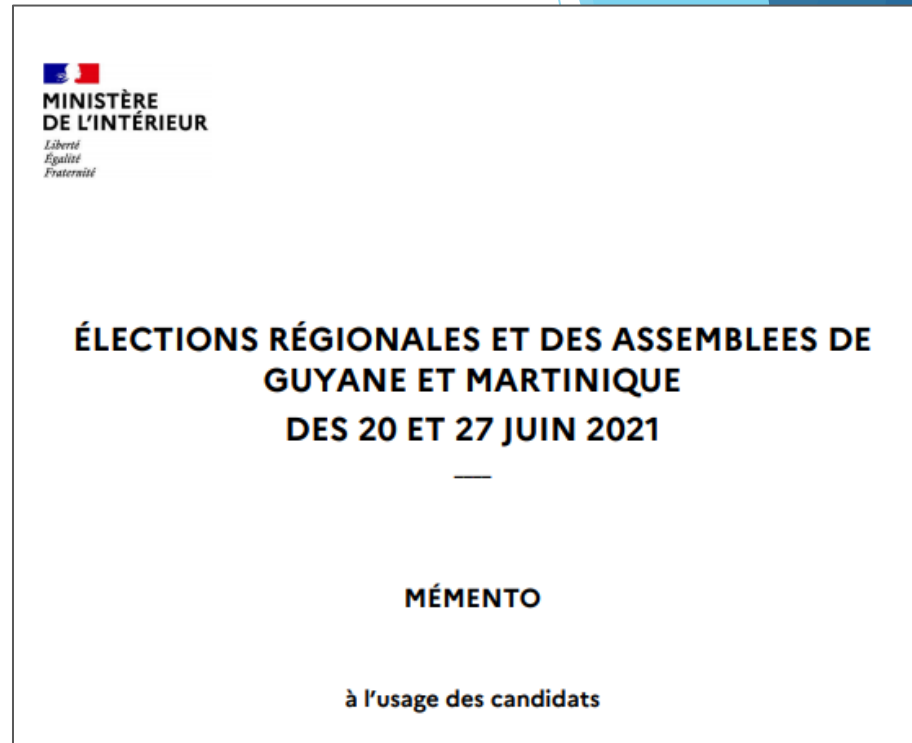 MINISTÈRE
DE L'INTÉRIEUR
Liberté
Égalité
Fraternité
ÉLECTIONS RÉGIONALES ET DES ASSEMBLEES DE
GUYANE ET MARTINIQUE
DES 20 ET 27 JUIN 2021
MÉMENTO
à l'usage des candidats